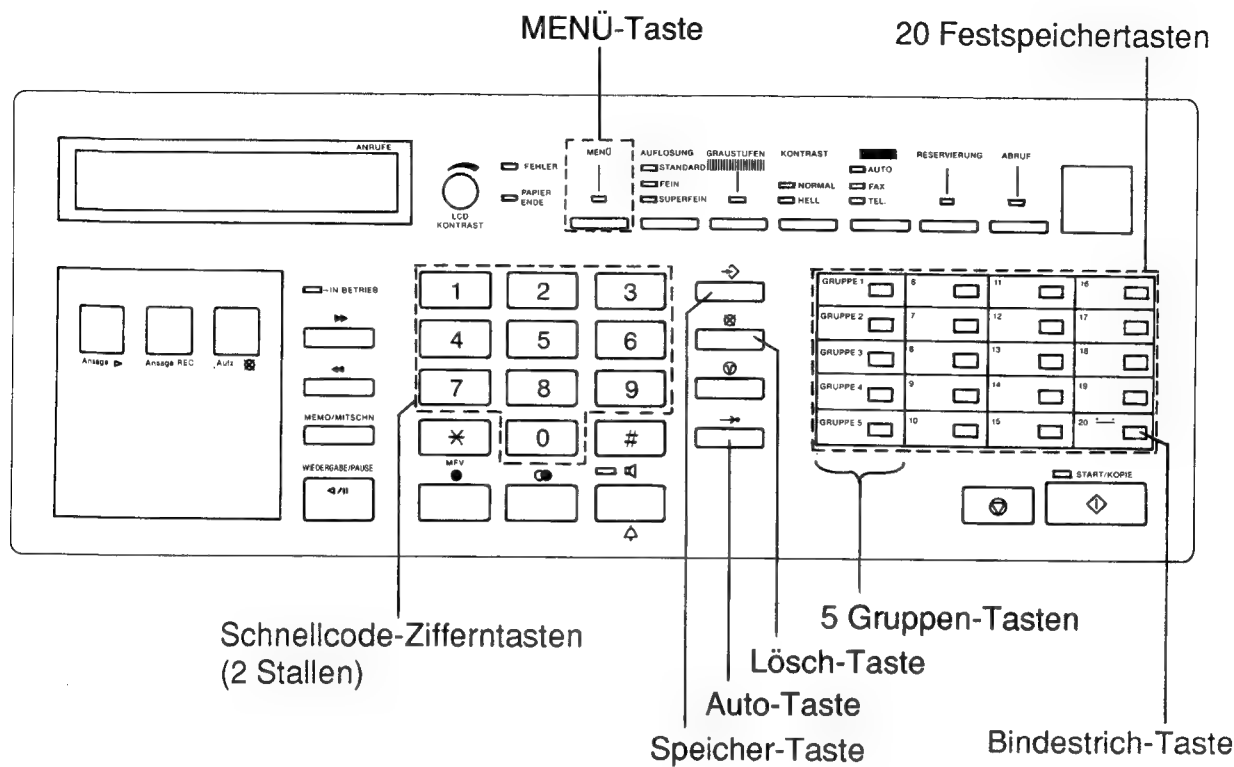 MENÜ-Taste
20 Festspeichertasten
ANRUFE
LCD
KONTRAST
FEHLER
PAPIER
ENDE
MENÜ
AUFLOSUNG
STANDARD
FEIN
SUPERFEIN
GRAUSTUFEN
KONTRAST
NORMAL
HELL
AUTO
FAX
TEL.
RESERVIERUNG
ABRUF
Ansage
Ansage REC
Aufz
IN BETRIEB
MEMO/MITSCHN
WIEDERGABE/PAUSE
1 2 3
4 5 6
7 8 9
* 0 #
MFV
GRUPPE 1 6 11 16
GRUPPE 2 7 12 17
GRUPPE 3 8 13 18
GRUPPE 4 9 14 19
GRUPPE 5 10 15 20
START/KOPIE
Schnellcode-Zifferntasten
(2 Stallen)
5 Gruppen-Tasten
Lösch-Taste
Auto-Taste
Speicher-Taste
Bindestrich-Taste